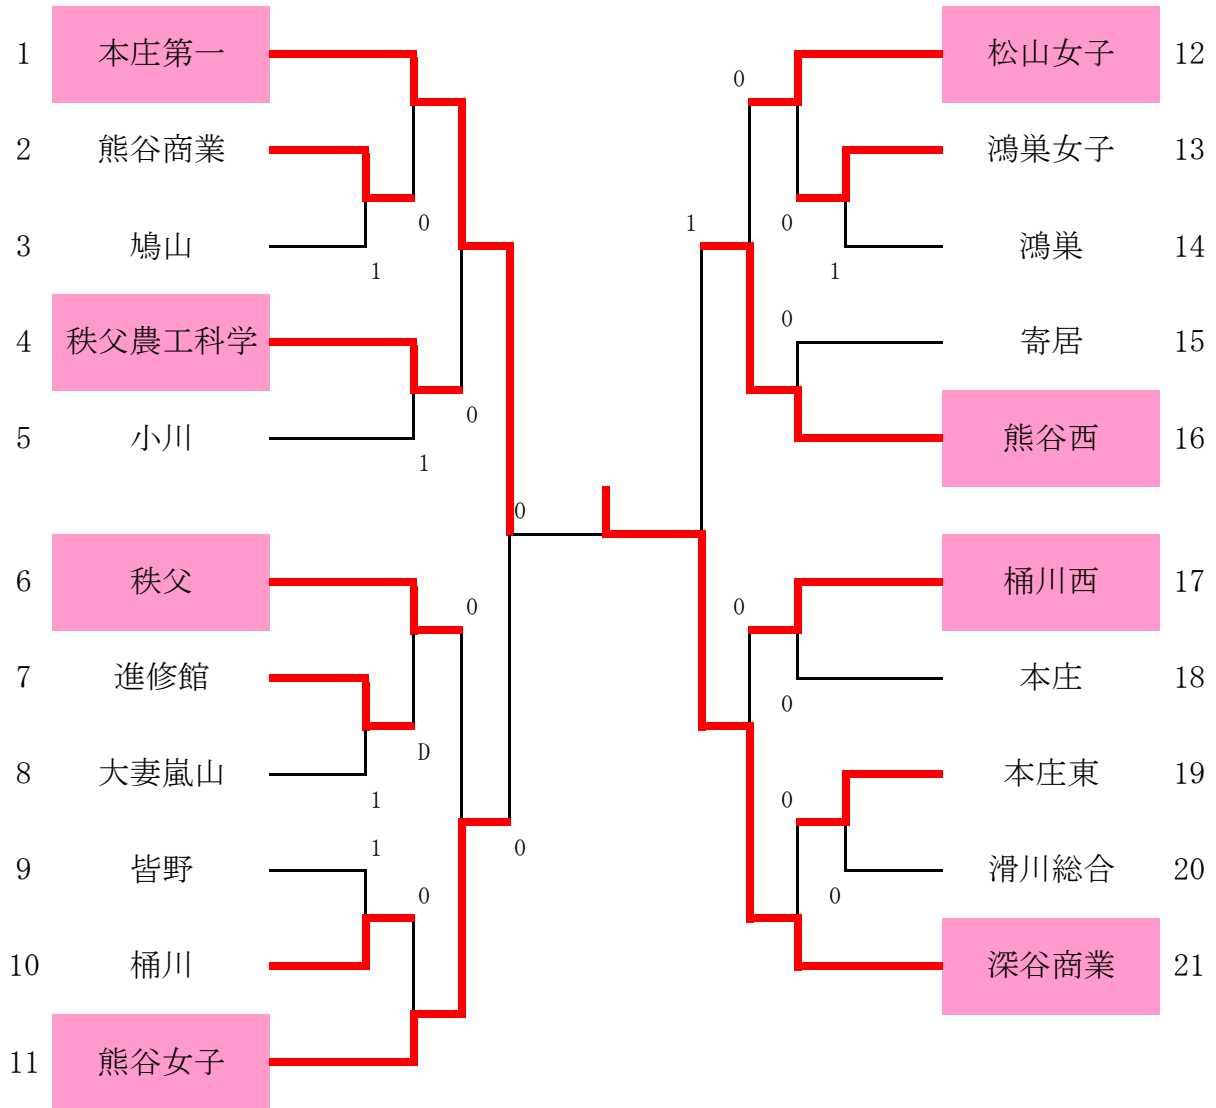 1 本庄第一
2 熊谷商業
3 鳩山
4 秩父農工科学
5 小川
6 秩父
7 進修館
8 大妻嵐山
9 皆野
10 桶川
11 熊谷女子
0
1
0
1
0
0
D
1
1
0
0
0
1
0
0
1
0
0
0
0
0
松山女子 12
鴻巣女子 13
鴻巣 14
寄居 15
熊谷西 16
桶川西 17
本庄 18
本庄東 19
滑川総合 20
深谷商業 21